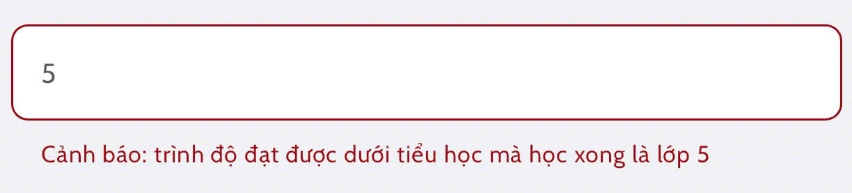 5
Cảnh báo: trình độ đạt được dưới tiểu học mà học xong là lớp 5